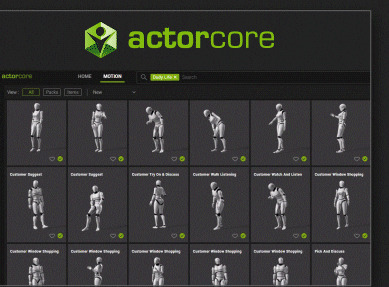 actorcore
actorcore HOME MOTION Daily Life × Search
View All Packs Items New
Customer Suggest Customer Suggest Customer Try On & Discuss Customer Walk Listening Customer Watch And Listen Customer Window Shopping
Customer Window Shopping Customer Window Shopping Customer Window Shopping Customer Window Shopping Customer Window Shopping Pick And Discuss